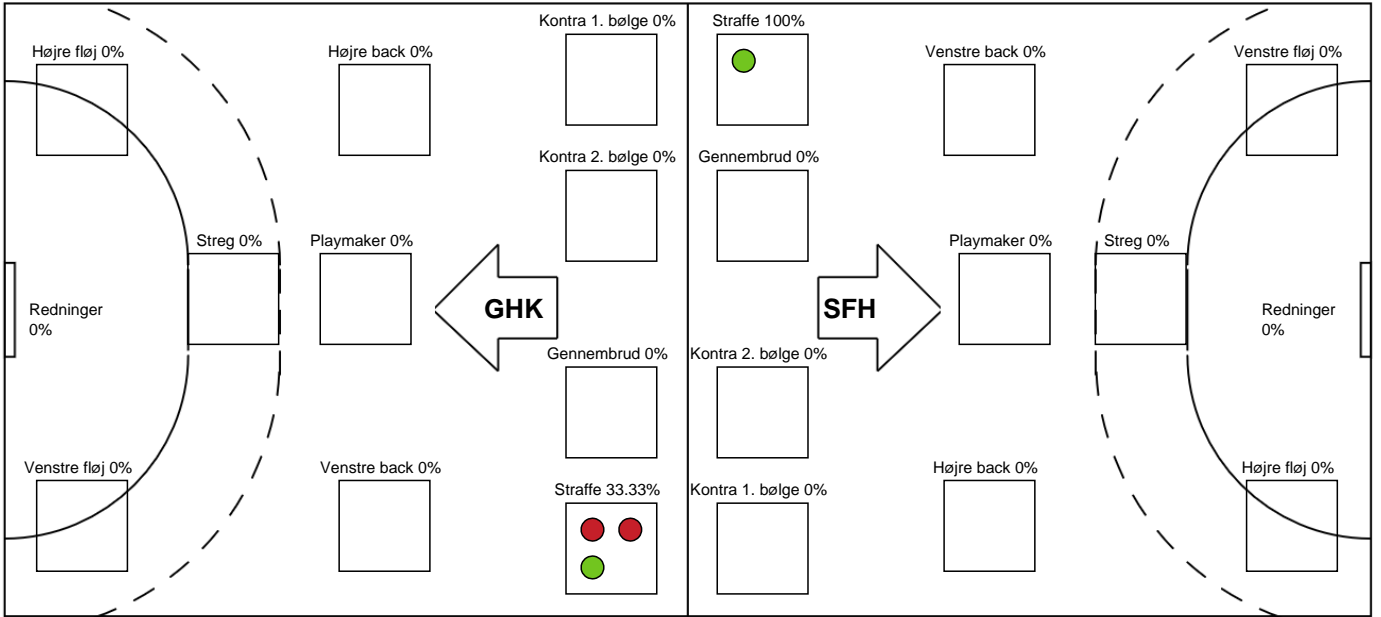 Kontra 1. bølge 0%
Straffe 100%
Højre fløj 0%
Højre back 0%
Venstre back 0%
Venstre fløj 0%
Kontra 2. bølge 0%
Gennembrud 0%
Streg 0%
Playmaker 0%
Playmaker 0%
Streg 0%
Redninger
0%
GHK
SFH
Redninger
0%
Gennembrud 0%
Kontra 2. bølge 0%
Venstre fløj 0%
Venstre back 0%
Højre back 0%
Højre fløj 0%
Straffe 33.33%
Kontra 1. bølge 0%